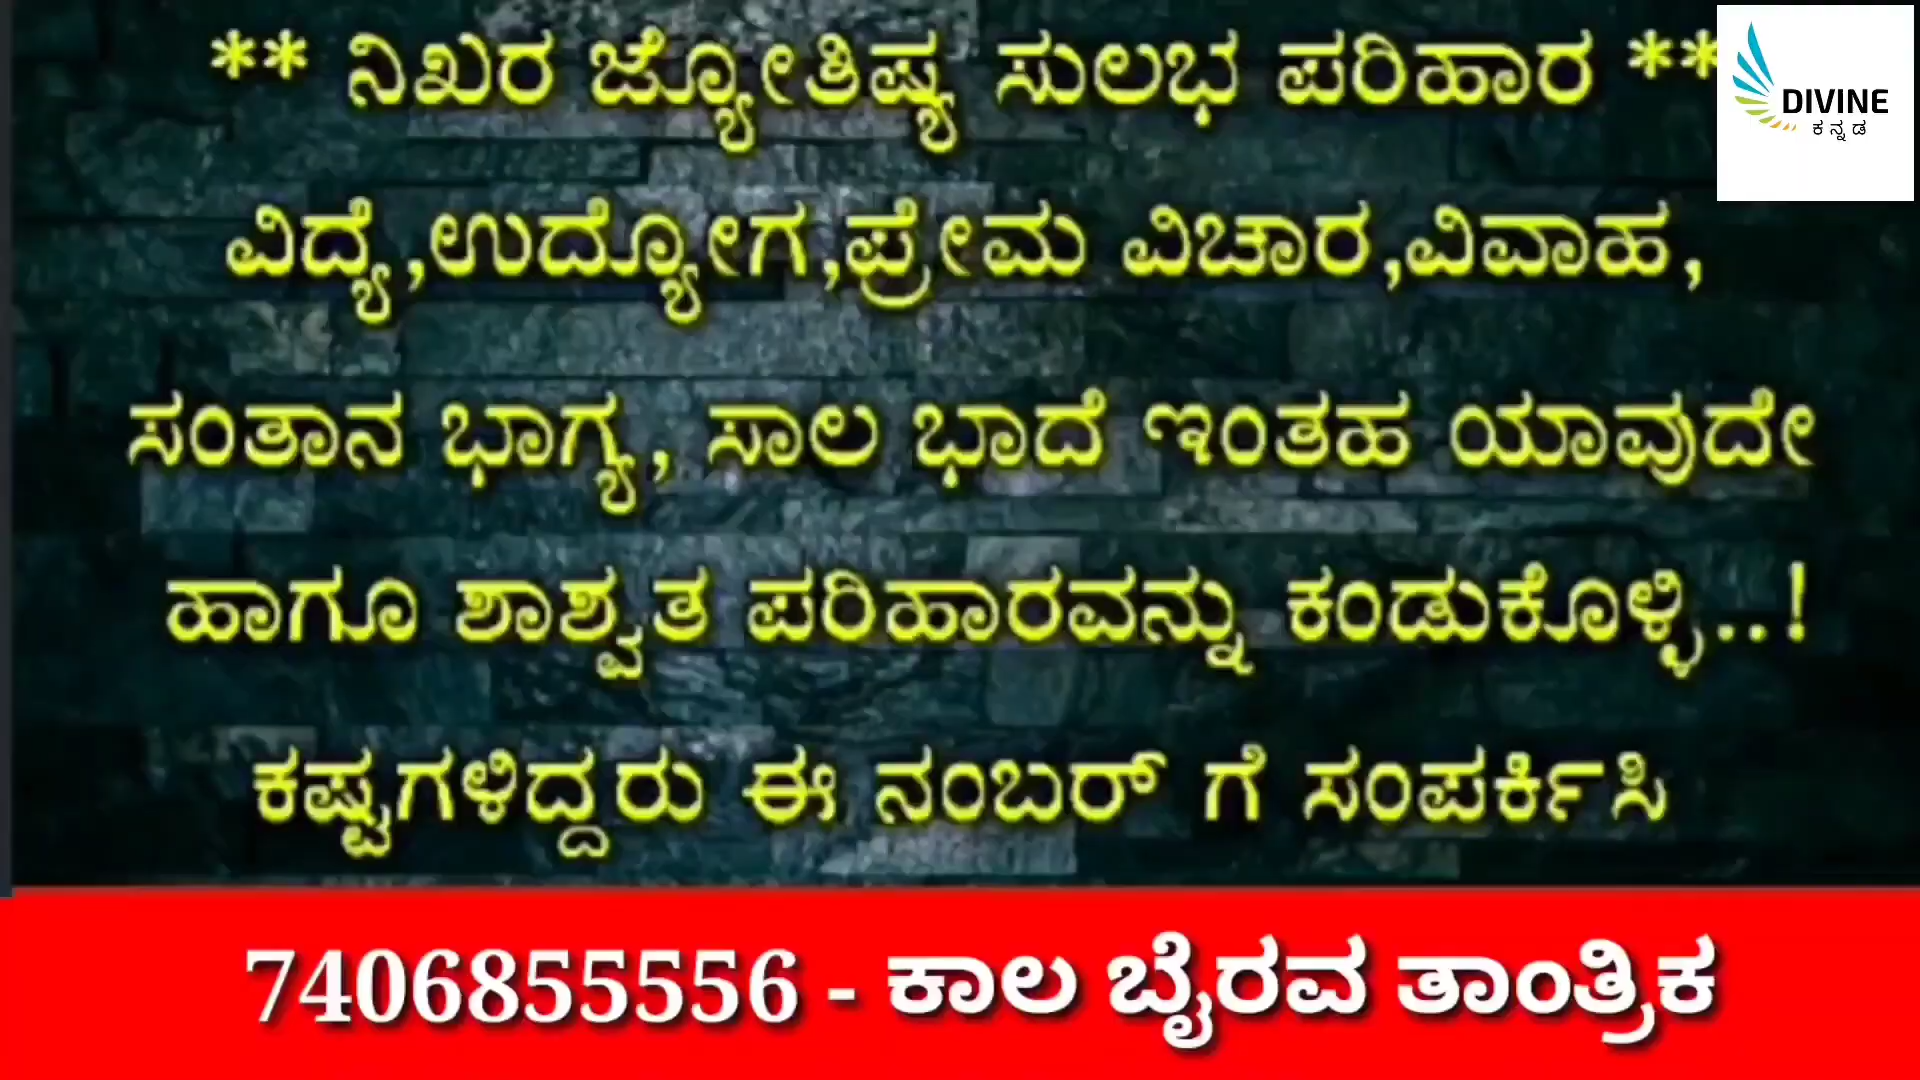 ** ನಿಖರ ಜ್ಯೋತಿಷ್ಯ ಸುಲಭ ಪರಿಹಾರ **
DIVINE
ಕನ್ನಡ
ವಿದ್ಯೆ,ಉದ್ಯೋಗ,ಪ್ರೇಮ ವಿಚಾರ,ವಿವಾಹ,
ಸಂತಾನ ಭಾಗ್ಯ, ಸಾಲ ಭಾದೆ ಇಂತಹ ಯಾವುದೇ
ಹಾಗೂ ಶಾಶ್ವತ ಪರಿಹಾರವನ್ನು ಕಂಡುಕೊಳ್ಳಿ..!
ಕಷ್ಟಗಳಿದ್ದರು ಈ ನಂಬರ್ ಗೆ ಸಂಪರ್ಕಿಸಿ
7406855556 - ಕಾಲ ಬೈರವ ತಾಂತ್ರಿಕ